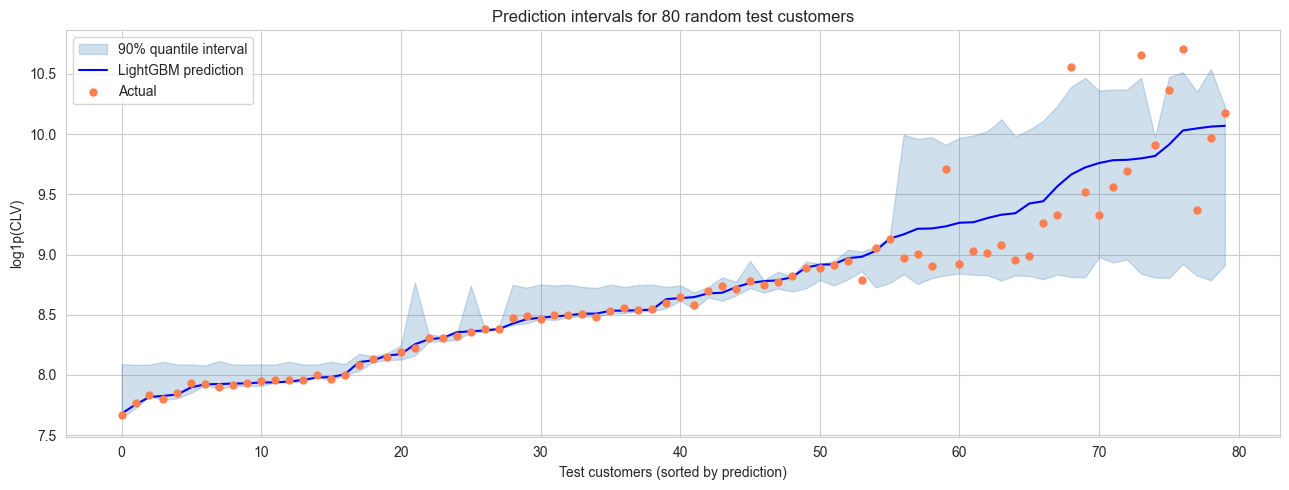 Prediction intervals for 80 random test customers
90% quantile interval
LightGBM prediction
Actual
log1p(CLV)
10.5
10.0
9.5
9.0
8.5
8.0
7.5
0 10 20 30 40 50 60 70 80
Test customers (sorted by prediction)